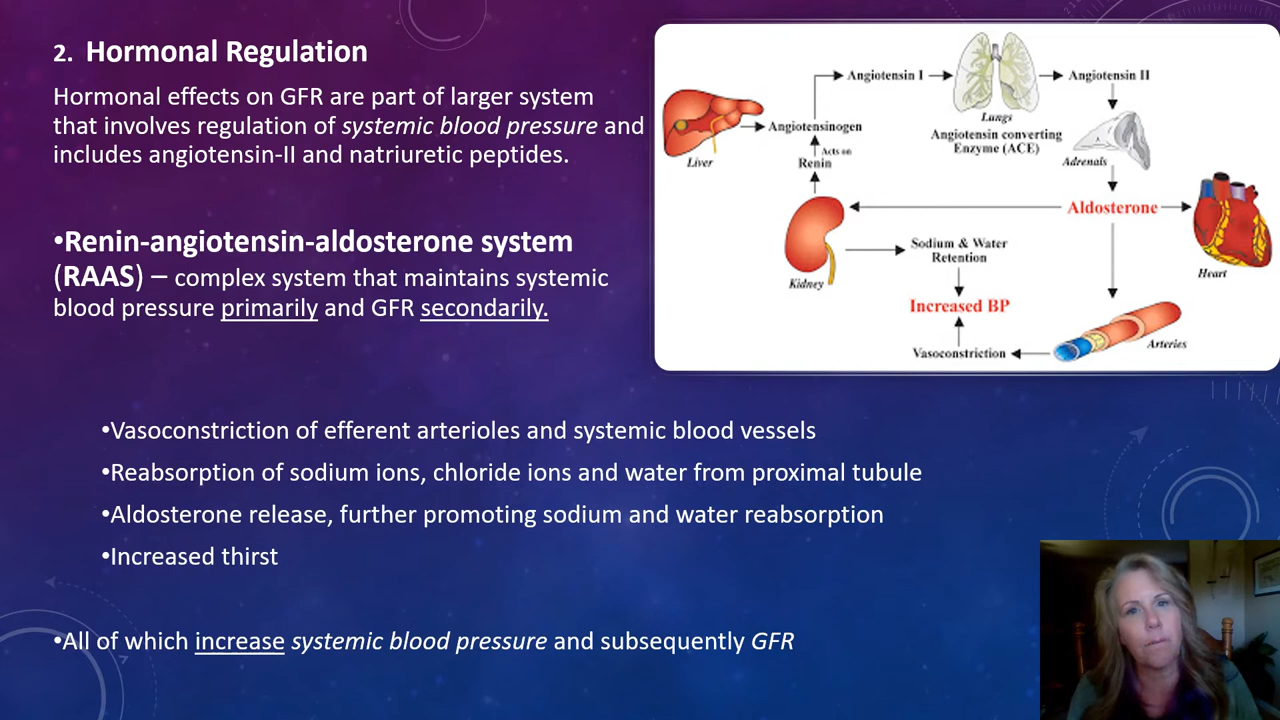 2. Hormonal Regulation
Hormonal effects on GFR are part of larger system
that involves regulation of systemic blood pressure and
includes angiotensin-II and natriuretic peptides.
•Renin-angiotensin-aldosterone system
(RAAS) – complex system that maintains systemic
blood pressure primarily and GFR secondarily.
Angiotensin I
Angiotensin II
Lungs
Angiotensin converting
Enzyme (ACE)
Liver
Angiotensinogen
Acts on
Renin
Adrenals
Aldosterone
Heart
Kidney
Sodium & Water
Retention
Increased BP
Vasoconstriction
Arteries
•Vasoconstriction of efferent arterioles and systemic blood vessels
•Reabsorption of sodium ions, chloride ions and water from proximal tubule
•Aldosterone release, further promoting sodium and water reabsorption
•Increased thirst
•All of which increase systemic blood pressure and subsequently GFR